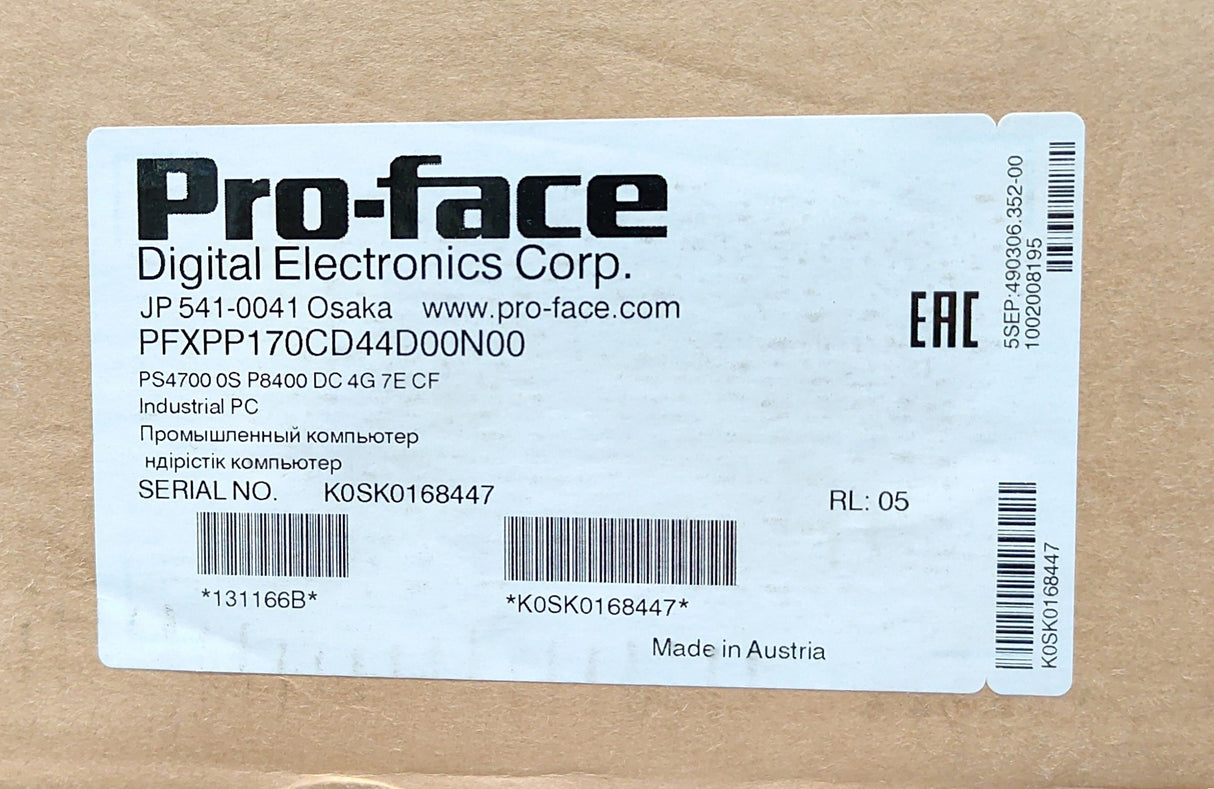 Pro-face
Digital Electronics Corp.
JP 541-0041 Osaka www.pro-face.com
PFXPP170CD44D00N00
PS4700 0S P8400 DC 4G 7E CF
Industrial PC
Промышленный компьютер
ндірістік компьютер
SERIAL NO. K0SK0168447
RL: 05
*131166B*
*K0SK0168447*
Made in Austria
EAC
5SEP:490306.352-00
1002008195
K0SK0168447